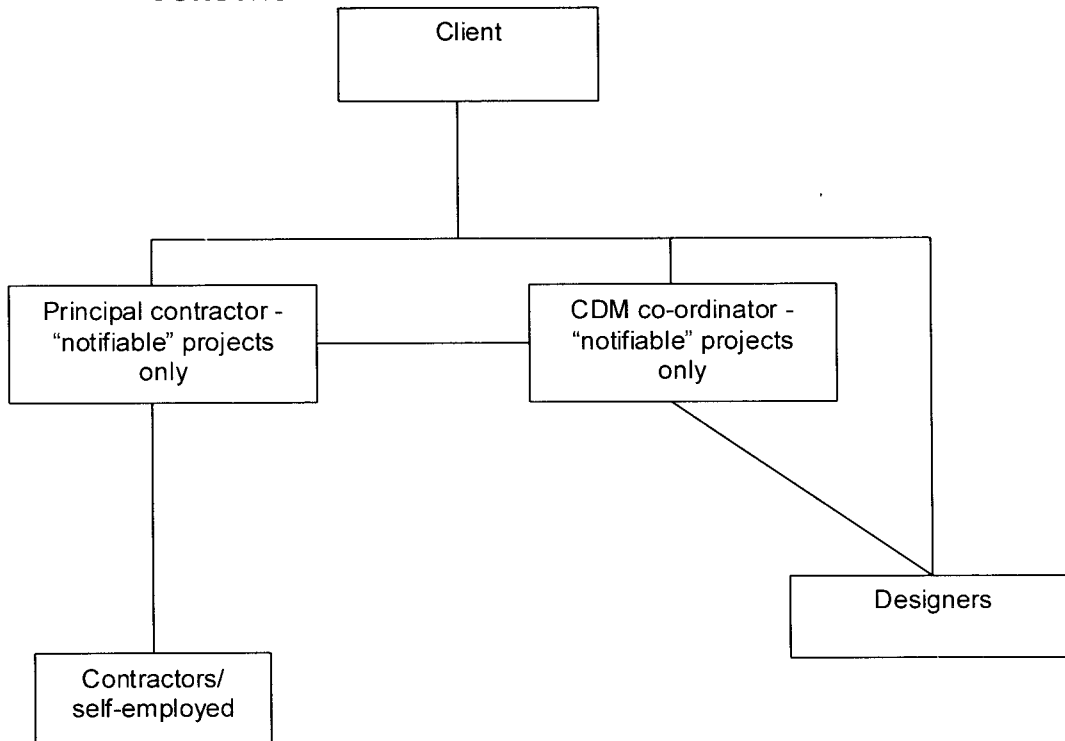 Client
Principal contractor -
“notifiable” projects
only
CDM co-ordinator -
“notifiable” projects
only
Designers
Contractors/
self-employed